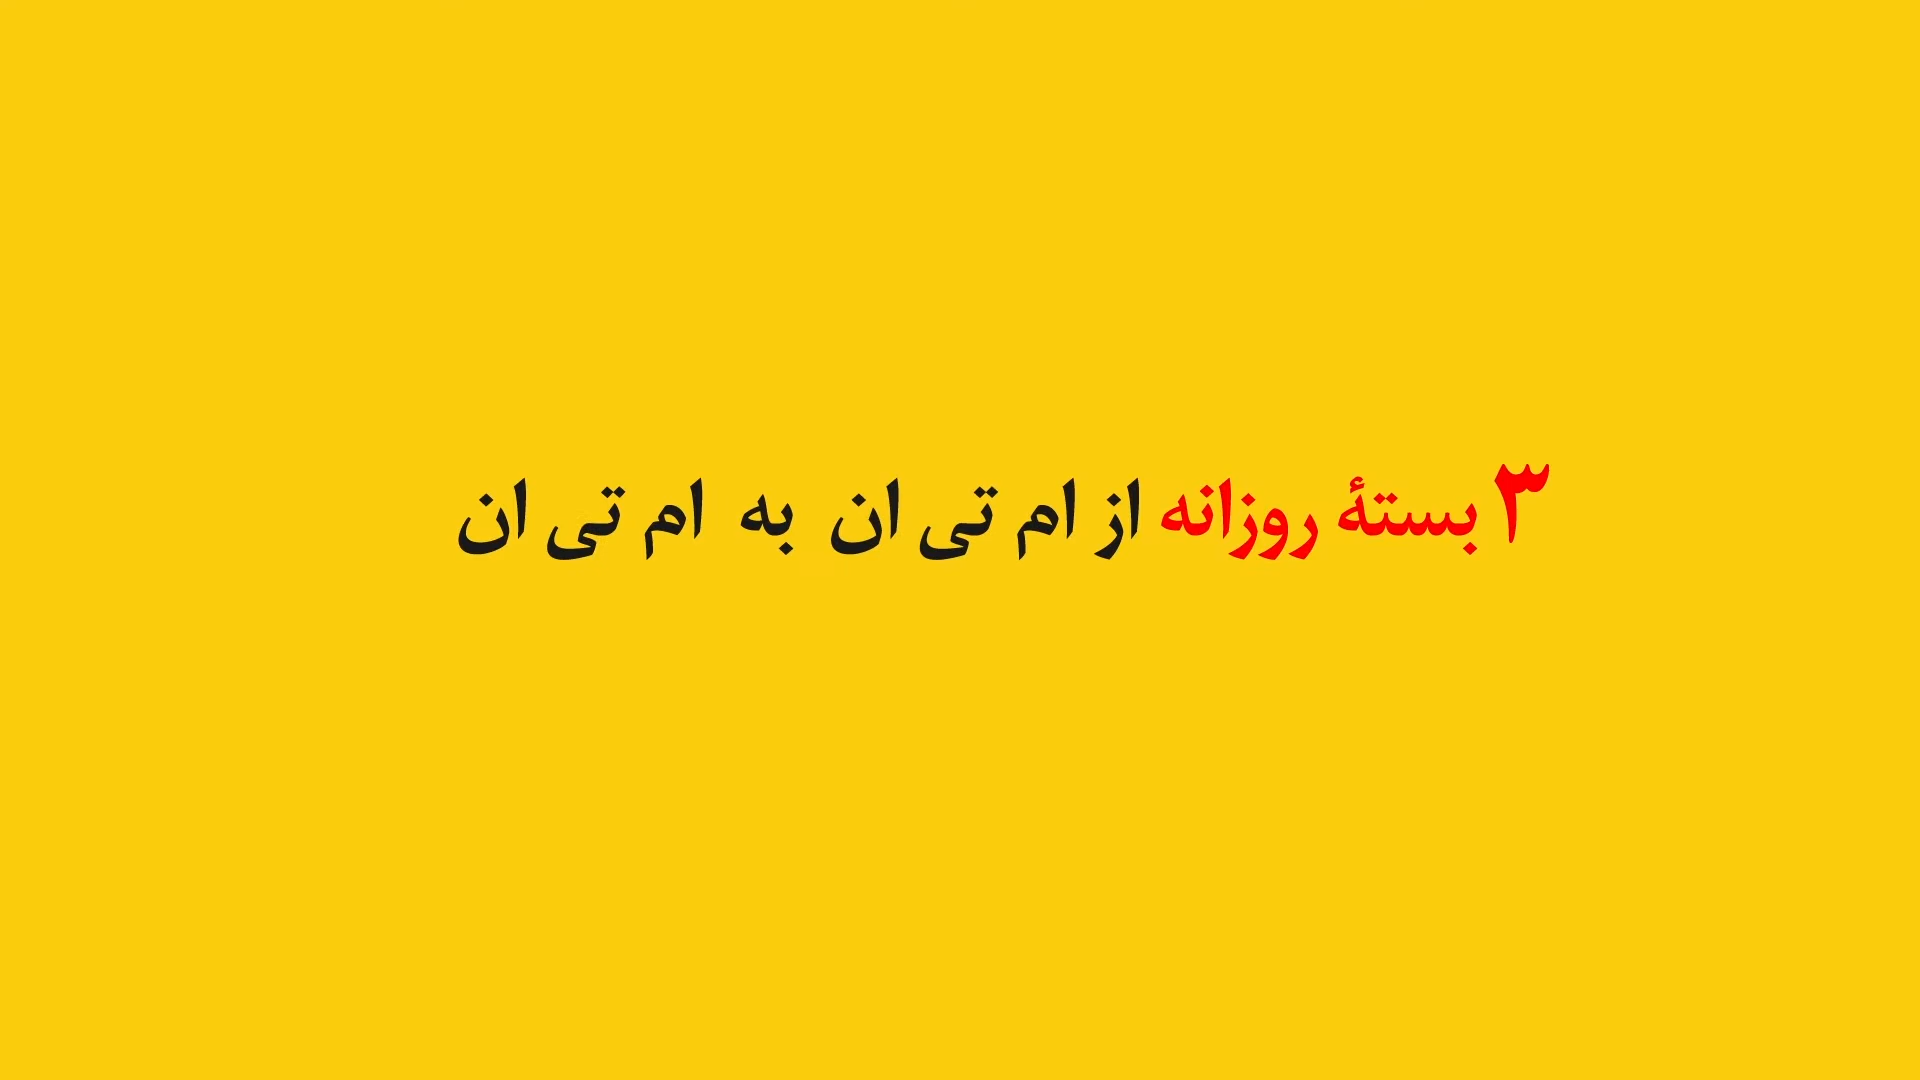 ۳ بستهٔ روزانه از ام تی ان به ام تی ان